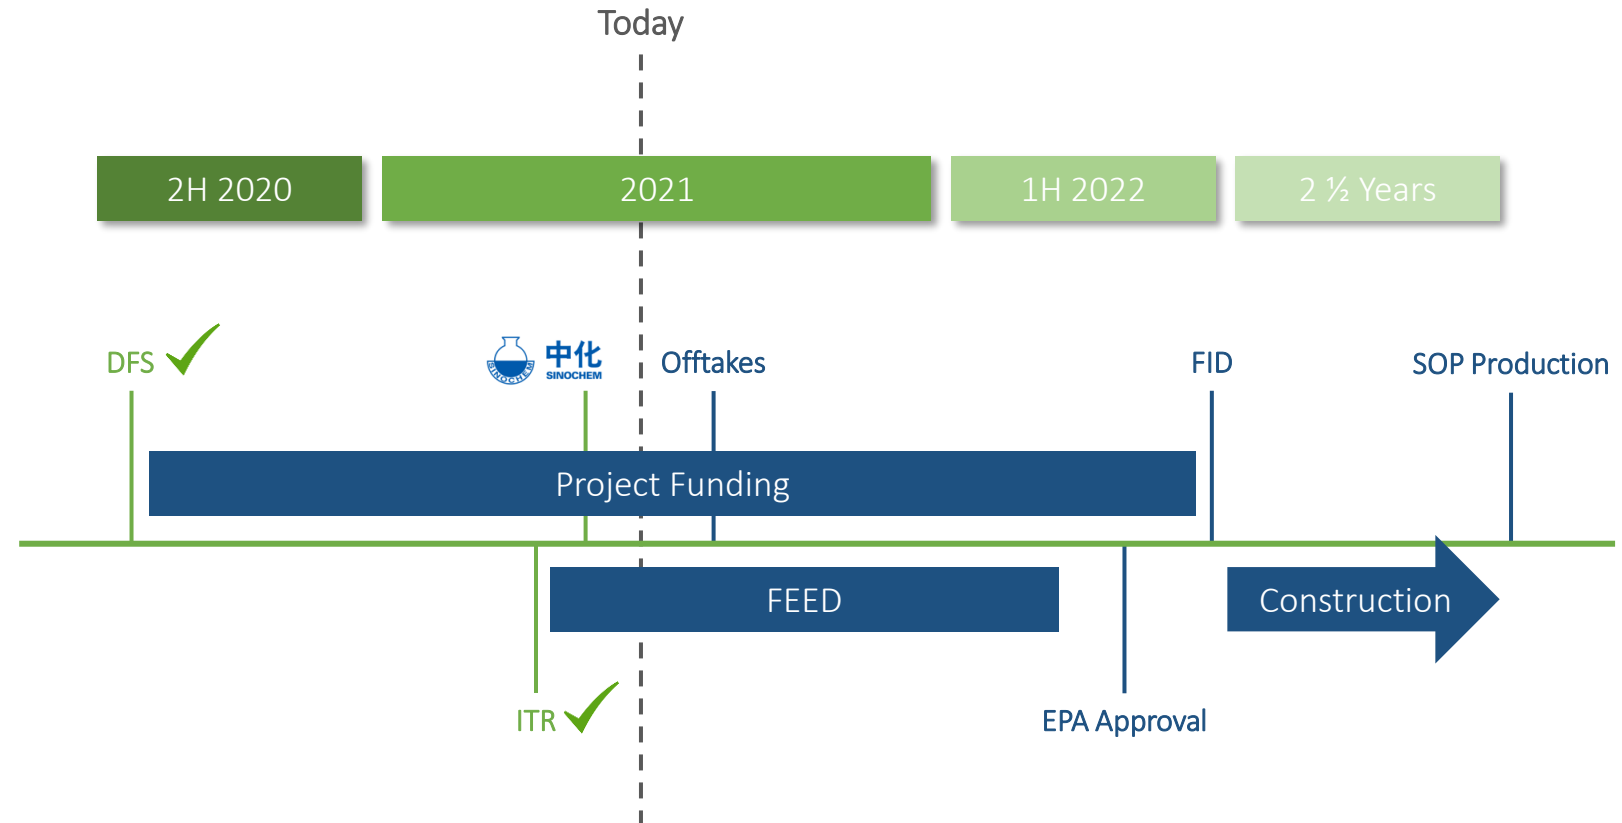 Today
2H 2020
2021
1H 2022
2 ½ Years
DFS
SINOCHEM
中化
SINOCHEM
Offtakes
FID
SOP Production
Project Funding
FEED
Construction
ITR
EPA Approval